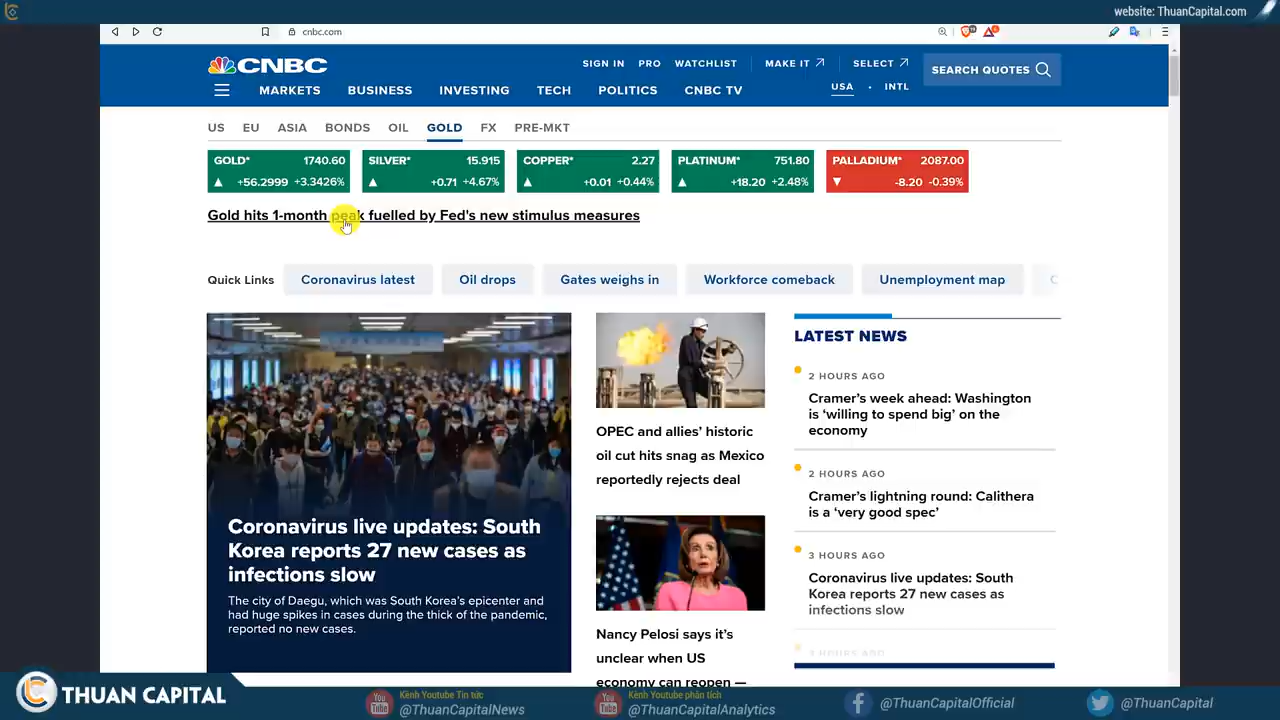 website: ThuanCapital.com
cnbc.com
CNBC
SIGN IN PRO WATCHLIST MAKE IT SELECT
SEARCH QUOTES
MARKETS BUSINESS INVESTING TECH POLITICS CNBC TV
USA • INTL
US EU ASIA BONDS OIL GOLD FX PRE-MKT
GOLD* 1740.60
▲ +56.2999 +3.3426%
SILVER* 15.915
▲ +0.71 +4.67%
COPPER* 2.27
▲ +0.01 +0.44%
PLATINUM* 751.80
▲ +18.20 +2.48%
PALLADIUM* 2087.00
▼ -8.20 -0.39%
Gold hits 1-month peak fuelled by Fed's new stimulus measures
Quick Links Coronavirus latest Oil drops Gates weighs in Workforce comeback Unemployment map
Coronavirus live updates: South
Korea reports 27 new cases as
infections slow
The city of Daegu, which was South Korea's epicenter and
had huge spikes in cases during the thick of the pandemic,
reported no new cases.
OPEC and allies' historic
oil cut hits snag as Mexico
reportedly rejects deal
Nancy Pelosi says it's
unclear when US
economy can reopen —
LATEST NEWS
2 HOURS AGO
Cramer's week ahead: Washington
is 'willing to spend big' on the
economy
2 HOURS AGO
Cramer's lightning round: Calithera
is a 'very good spec'
3 HOURS AGO
Coronavirus live updates: South
Korea reports 27 new cases as
infections slow
3 HOURS AGO
THUAN CAPITAL
You Tube
Kênh Youtube Tin tức
@ThuanCapitalNews
You Tube
Kênh Youtube phân tích
@ThuanCapitalAnalytics
@ThuanCapitalOfficial
@ThuanCapital